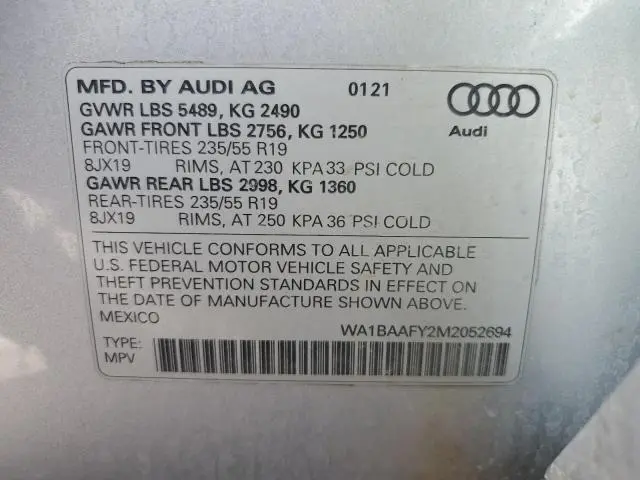 MFD. BY AUDI AG 0121
GVWR LBS 5489, KG 2490
GAWR FRONT LBS 2756, KG 1250
Audi
FRONT-TIRES 235/55 R19
8JX19 RIMS, AT 230 KPA 33 PSI COLD
GAWR REAR LBS 2998, KG 1360
REAR-TIRES 235/55 R19
8JX19 RIMS, AT 250 KPA 36 PSI COLD
THIS VEHICLE CONFORMS TO ALL APPLICABLE
U.S. FEDERAL MOTOR VEHICLE SAFETY AND
THEFT PREVENTION STANDARDS IN EFFECT ON
THE DATE OF MANUFACTURE SHOWN ABOVE.
MEXICO WA1BAAFY2M2052694
TYPE:
MPV